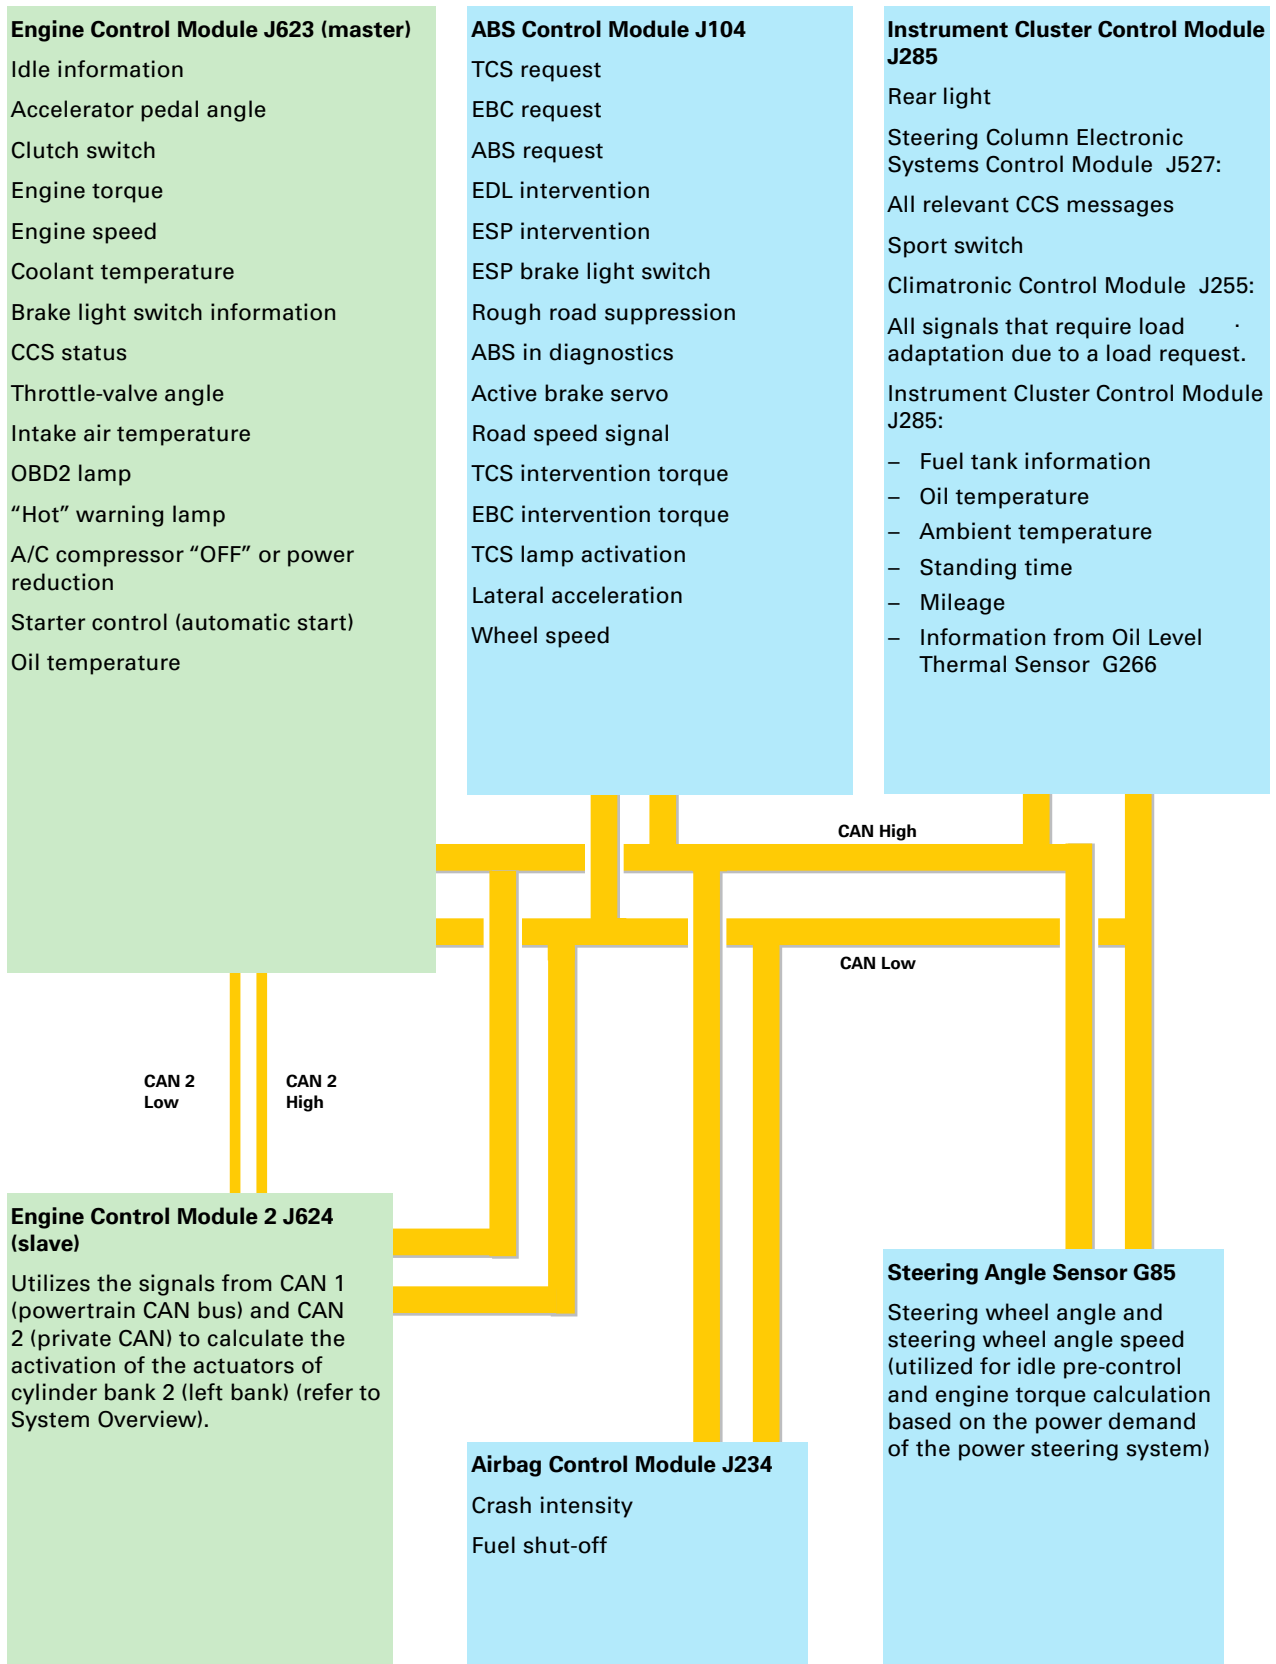 Engine Control Module J623 (master)
Idle information
Accelerator pedal angle
Clutch switch
Engine torque
Engine speed
Coolant temperature
Brake light switch information
CCS status
Throttle-valve angle
Intake air temperature
OBD2 lamp
“Hot” warning lamp
A/C compressor “OFF” or power
reduction
Starter control (automatic start)
Oil temperature
ABS Control Module J104
TCS request
EBC request
ABS request
EDL intervention
ESP intervention
ESP brake light switch
Rough road suppression
ABS in diagnostics
Active brake servo
Road speed signal
TCS intervention torque
EBC intervention torque
TCS lamp activation
Lateral acceleration
Wheel speed
Instrument Cluster Control Module
J285
Rear light
Steering Column Electronic
Systems Control Module J527:
All relevant CCS messages
Sport switch
Climatronic Control Module J255:
All signals that require load ·
adaptation due to a load request.
Instrument Cluster Control Module
J285:
– Fuel tank information
– Oil temperature
– Ambient temperature
– Standing time
– Mileage
– Information from Oil Level
Thermal Sensor G266
CAN High
CAN Low
CAN 2
Low
CAN 2
High
Engine Control Module 2 J624
(slave)
Utilizes the signals from CAN 1
(powertrain CAN bus) and CAN
2 (private CAN) to calculate the
activation of the actuators of
cylinder bank 2 (left bank) (refer to
System Overview).
Airbag Control Module J234
Crash intensity
Fuel shut-off
Steering Angle Sensor G85
Steering wheel angle and
steering wheel angle speed
(utilized for idle pre-control
and engine torque calculation
based on the power demand
of the power steering system)